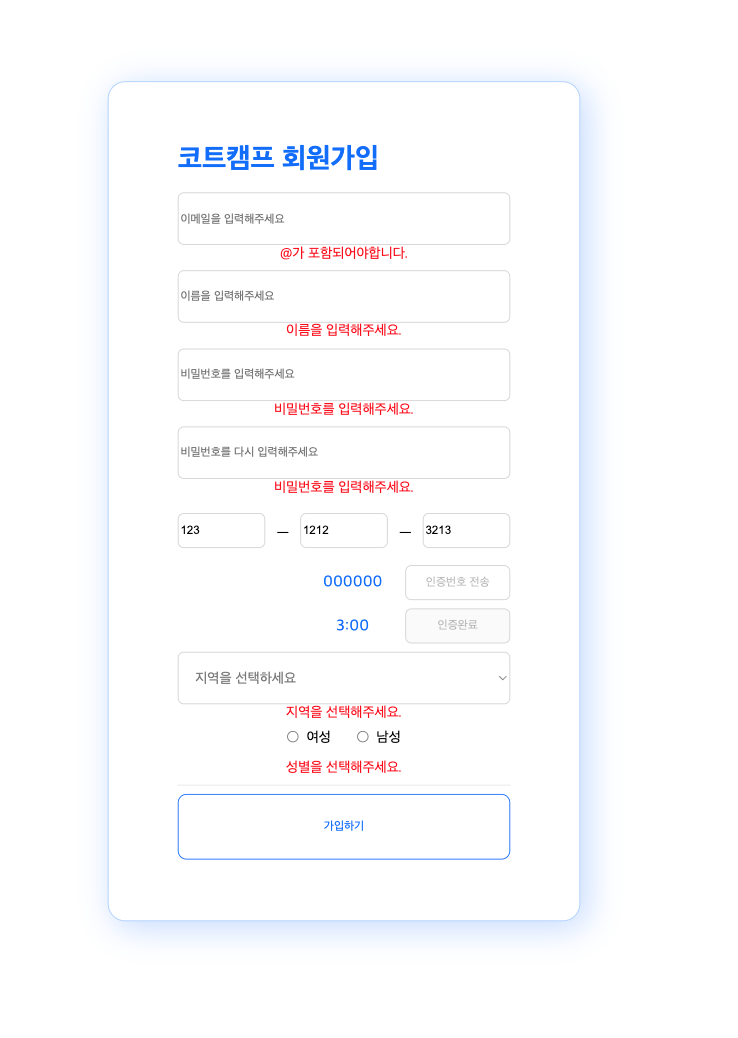 코트캠프 회원가입
이메일을 입력해주세요
@가 포함되어야합니다.
이름을 입력해주세요
이름을 입력해주세요.
비밀번호를 입력해주세요
비밀번호를 입력해주세요.
비밀번호를 다시 입력해주세요
비밀번호를 입력해주세요.
123 — 1212 — 3213
000000 인증번호 전송
3:00 인증완료
지역을 선택하세요
지역을 선택해주세요.
여성 남성
성별을 선택해주세요.
가입하기